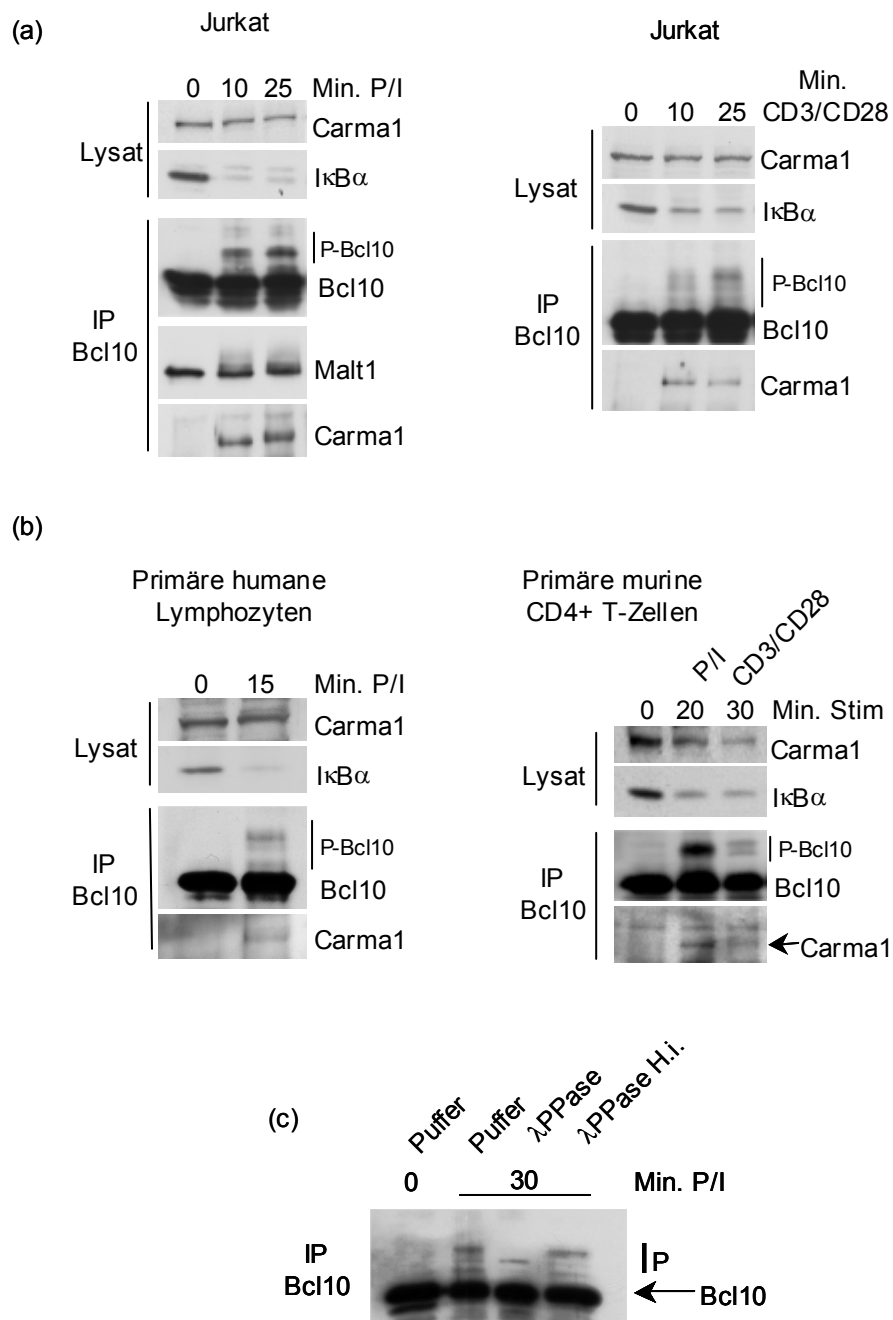 (a)
Jurkat
0 10 25 Min. P/I
Lysat
Carma1
IκBα
IP
Bcl10
P-Bcl10
Bcl10
Malt1
Carma1
Jurkat
Min.
0 10 25 CD3/CD28
Lysat
Carma1
IκBα
IP
Bcl10
P-Bcl10
Bcl10
Carma1
(b)
Primäre humane
Lymphozyten
0 15 Min. P/I
Lysat
Carma1
IκBα
IP
Bcl10
P-Bcl10
Bcl10
Carma1
Primäre murine
CD4+ T-Zellen
P/I
CD3/CD28
0 20 30 Min. Stim
Lysat
Carma1
IκBα
IP
Bcl10
P-Bcl10
Bcl10
Carma1
(c)
Puffer
Puffer
λPPase
λPPase H.i.
0 30 Min. P/I
IP
Bcl10
P
Bcl10